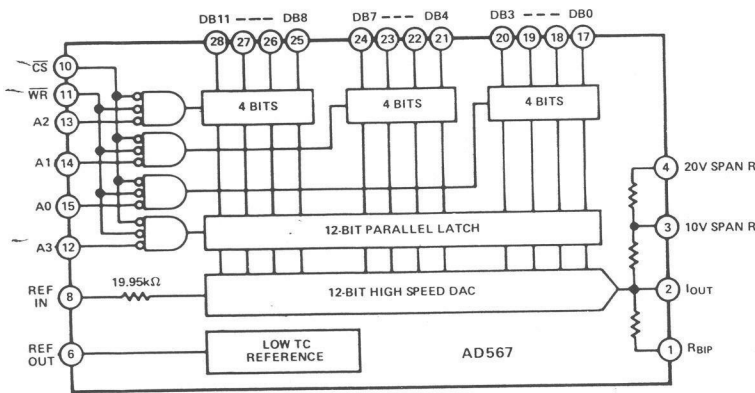 DB11 ---- DB8 DB7 ---- DB4 DB3 ---- DB0
28 27 26 25 24 23 22 21 20 19 18 17
CS 10
WR 11
A2 13
4 BITS 4 BITS 4 BITS
A1 14
A0 15
A3 12
12-BIT PARALLEL LATCH
4 20V SPAN R
3 10V SPAN R
REF IN 8 19.95kΩ
12-BIT HIGH SPEED DAC
2 IOUT
REF OUT 6
LOW TC
REFERENCE
AD567
1 RBIP